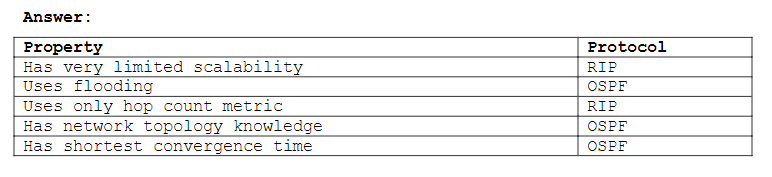 Answer:
Property Protocol
Has very limited scalability RIP
Uses flooding OSPF
Uses only hop count metric RIP
Has network topology knowledge OSPF
Has shortest convergence time OSPF